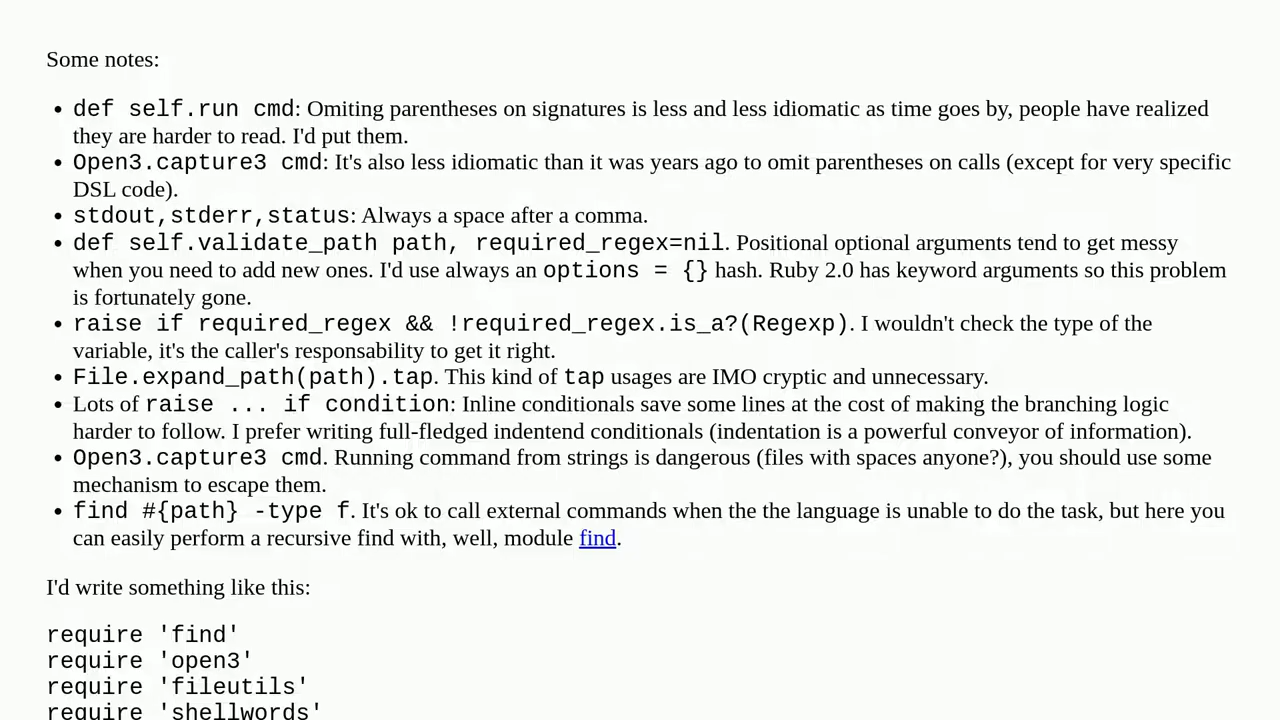 Some notes:
• def self.run cmd: Omiting parentheses on signatures is less and less idiomatic as time goes by, people have realized
they are harder to read. I'd put them.
• Open3.capture3 cmd: It's also less idiomatic than it was years ago to omit parentheses on calls (except for very specific
DSL code).
• stdout,stderr,status: Always a space after a comma.
• def self.validate_path path, required_regex=nil. Positional optional arguments tend to get messy
when you need to add new ones. I'd use always an options = {} hash. Ruby 2.0 has keyword arguments so this problem
is fortunately gone.
• raise if required_regex && !required_regex.is_a?(Regexp). I wouldn't check the type of the
variable, it's the caller's responsability to get it right.
• File.expand_path(path).tap. This kind of tap usages are IMO cryptic and unnecessary.
• Lots of raise ... if condition: Inline conditionals save some lines at the cost of making the branching logic
harder to follow. I prefer writing full-fledged indentend conditionals (indentation is a powerful conveyor of information).
• Open3.capture3 cmd. Running command from strings is dangerous (files with spaces anyone?), you should use some
mechanism to escape them.
• find #{path} -type f. It's ok to call external commands when the the language is unable to do the task, but here you
can easily perform a recursive find with, well, module find.
I'd write something like this:
require 'find'
require 'open3'
require 'fileutils'
require 'shellwords'